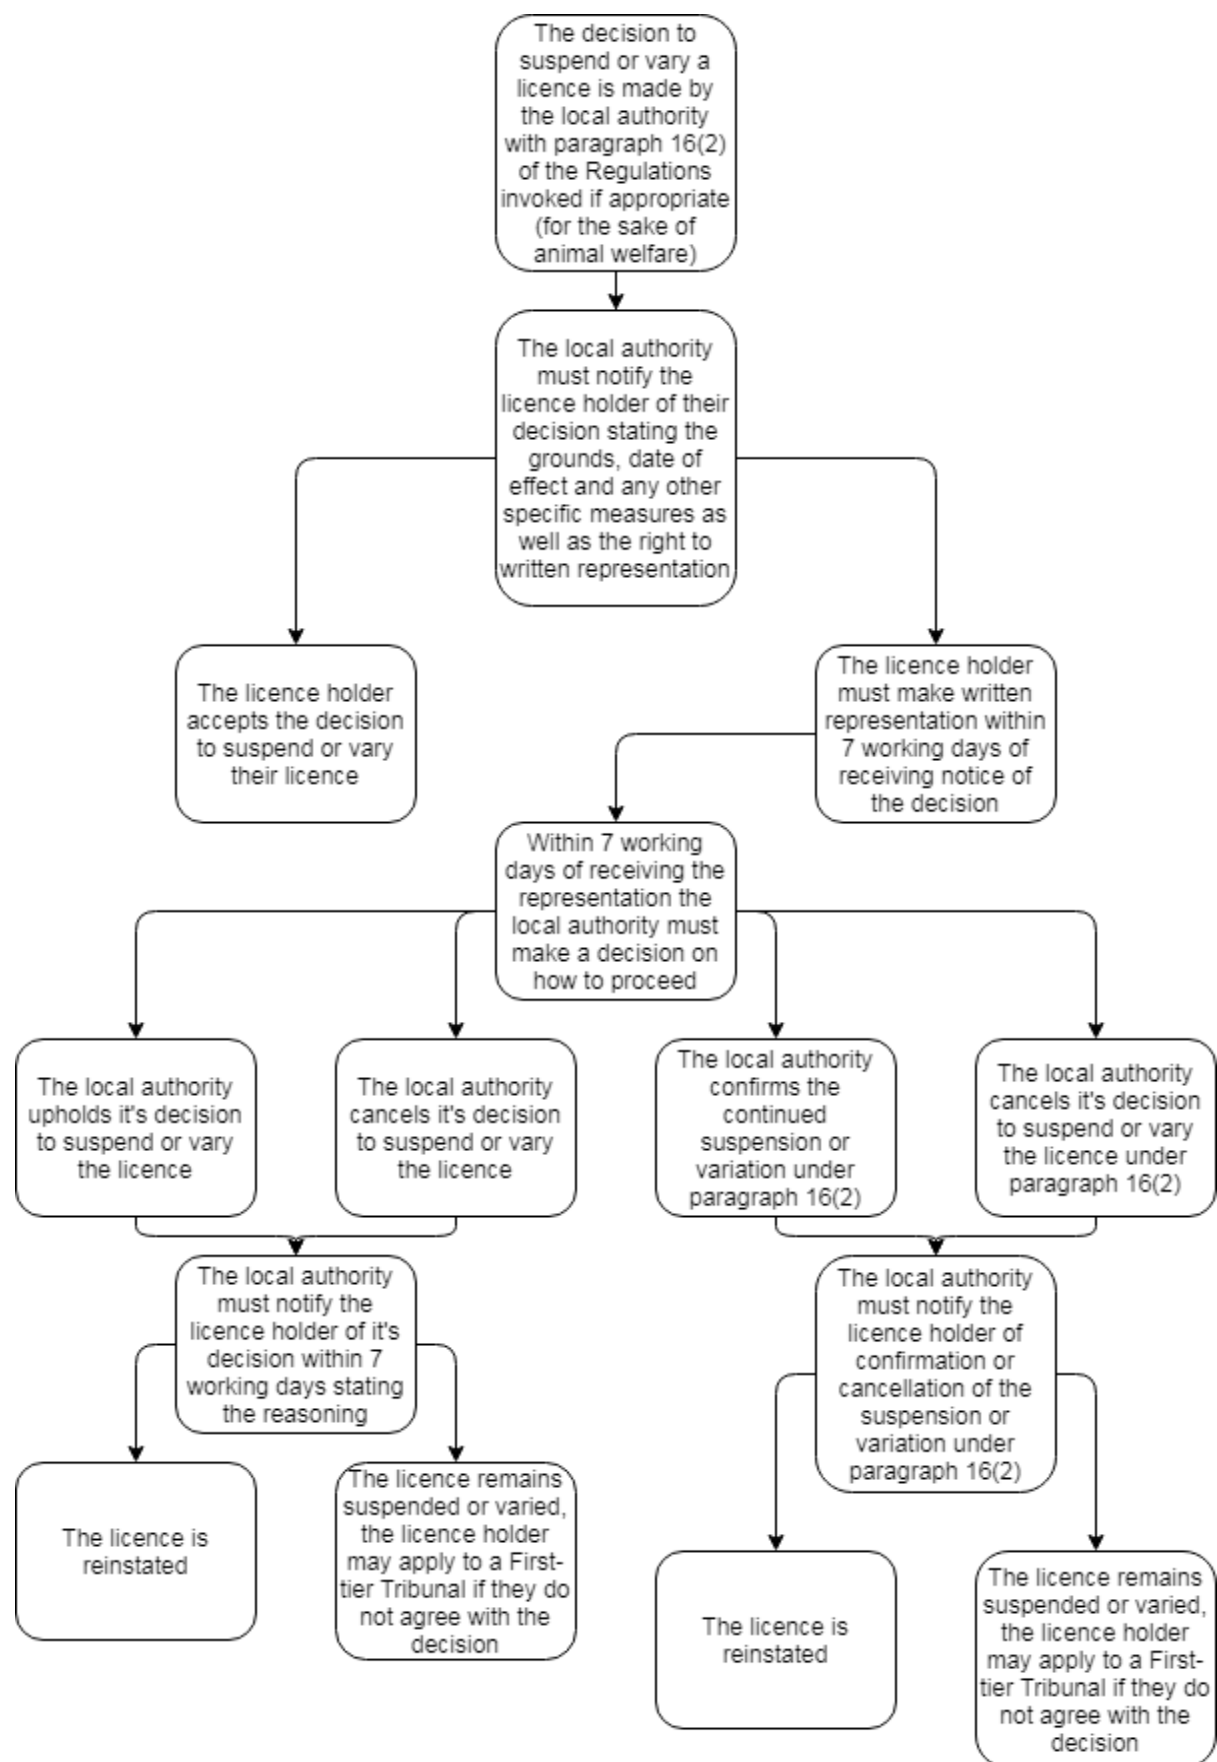 The decision to
suspend or vary a
licence is made by
the local authority
with paragraph 16(2)
of the Regulations
invoked if appropriate
(for the sake of
animal welfare)
The local authority
must notify the
licence holder of their
decision stating the
grounds, date of
effect and any other
specific measures as
well as the right to
written representation
The licence holder
accepts the decision
to suspend or vary
their licence
The licence holder
must make written
representation within
7 working days of
receiving notice of
the decision
Within 7 working
days of receiving the
representation the
local authority must
make a decision on
how to proceed
The local authority
upholds it's decision
to suspend or vary
the licence
The local authority
cancels it's decision
to suspend or vary
the licence
The local authority
confirms the
continued
suspension or
variation under
paragraph 16(2)
The local authority
cancels it's decision
to suspend or vary
the licence under
paragraph 16(2)
The local authority
must notify the
licence holder of it's
decision within 7
working days stating
the reasoning
The local authority
must notify the
licence holder of
confirmation or
cancellation of the
suspension or
variation under
paragraph 16(2)
The licence is
reinstated
The licence remains
suspended or varied,
the licence holder
may apply to a First-
tier Tribunal if they do
not agree with the
decision
The licence is
reinstated
The licence remains
suspended or varied,
the licence holder
may apply to a First-
tier Tribunal if they do
not agree with the
decision